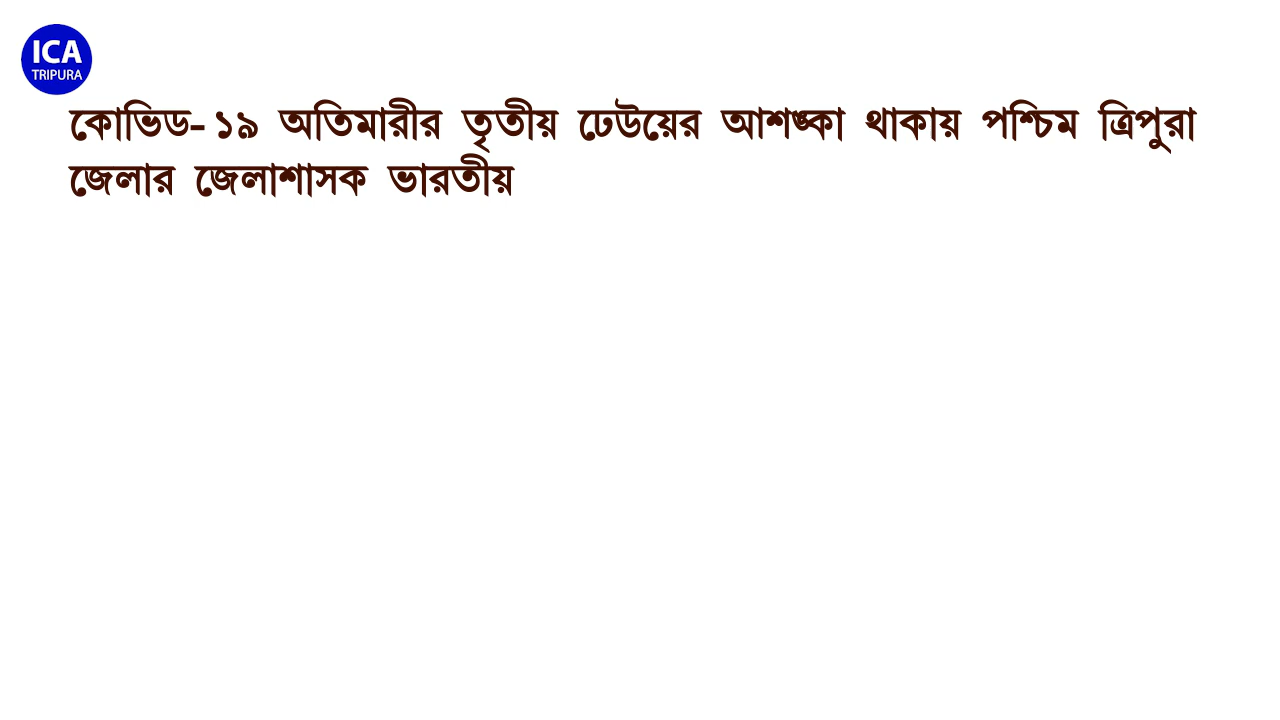 ICA
TRIPURA
কোভিড-১৯ অতিমারীর তৃতীয় ঢেউয়ের আশঙ্কা থাকায় পশ্চিম ত্রিপুরা
জেলার জেলাশাসক ভারতীয়